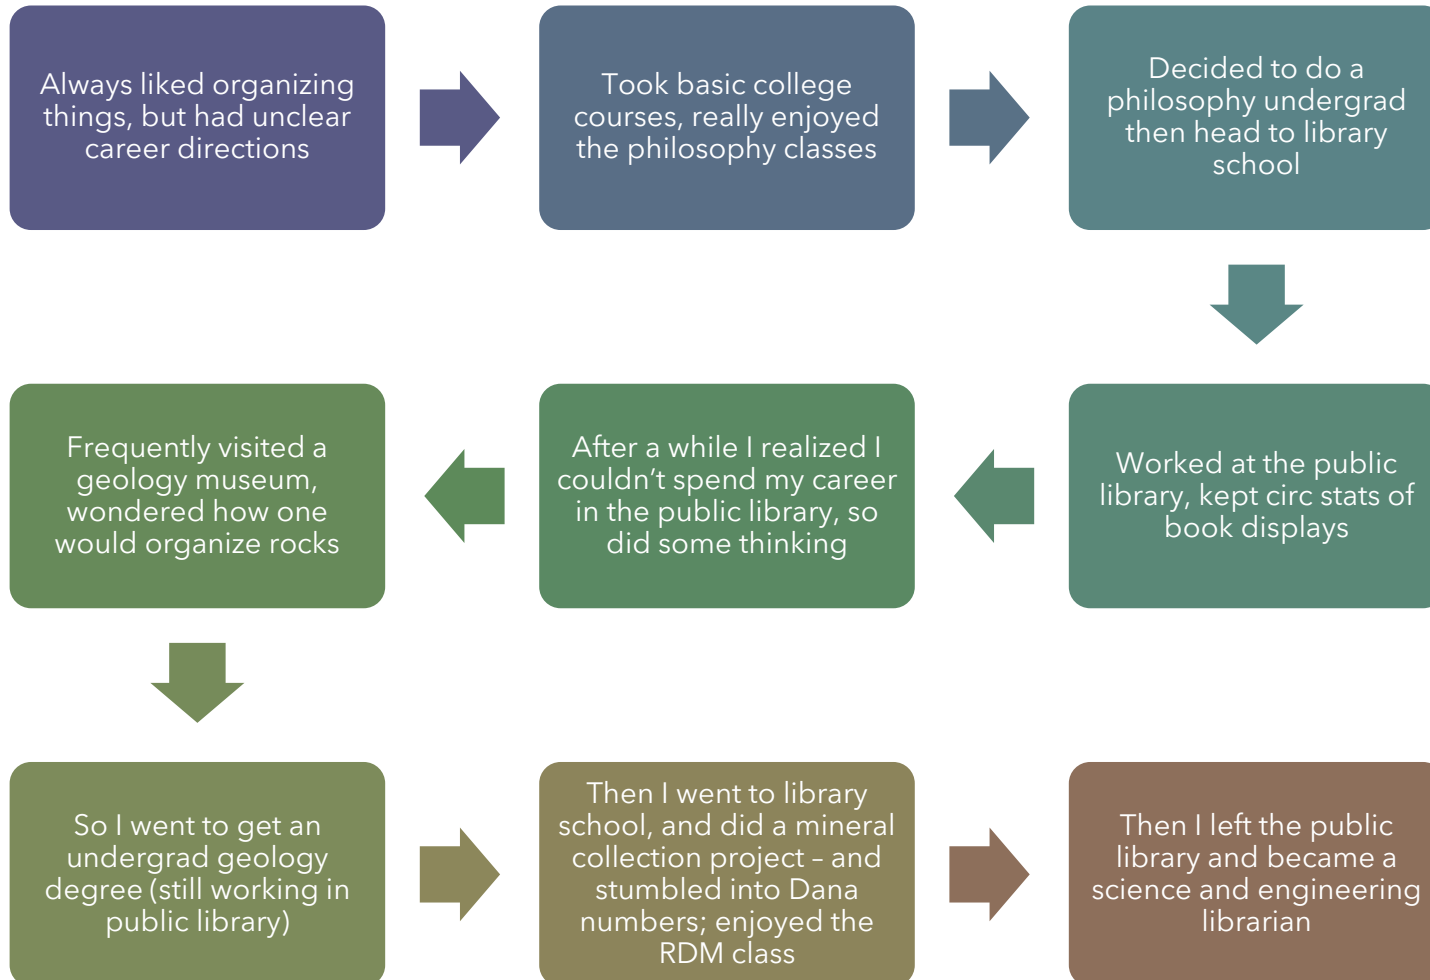 Always liked organizing
things, but had unclear
career directions
Took basic college
courses, really enjoyed
the philosophy classes
Decided to do a
philosophy undergrad
then head to library
school
Worked at the public
library, kept circ stats of
book displays
After a while I realized I
couldn’t spend my career
in the public library, so
did some thinking
Frequently visited a
geology museum,
wondered how one
would organize rocks
So I went to get an
undergrad geology
degree (still working in
public library)
Then I went to library
school, and did a mineral
collection project – and
stumbled into Dana
numbers; enjoyed the
RDM class
Then I left the public
library and became a
science and engineering
librarian